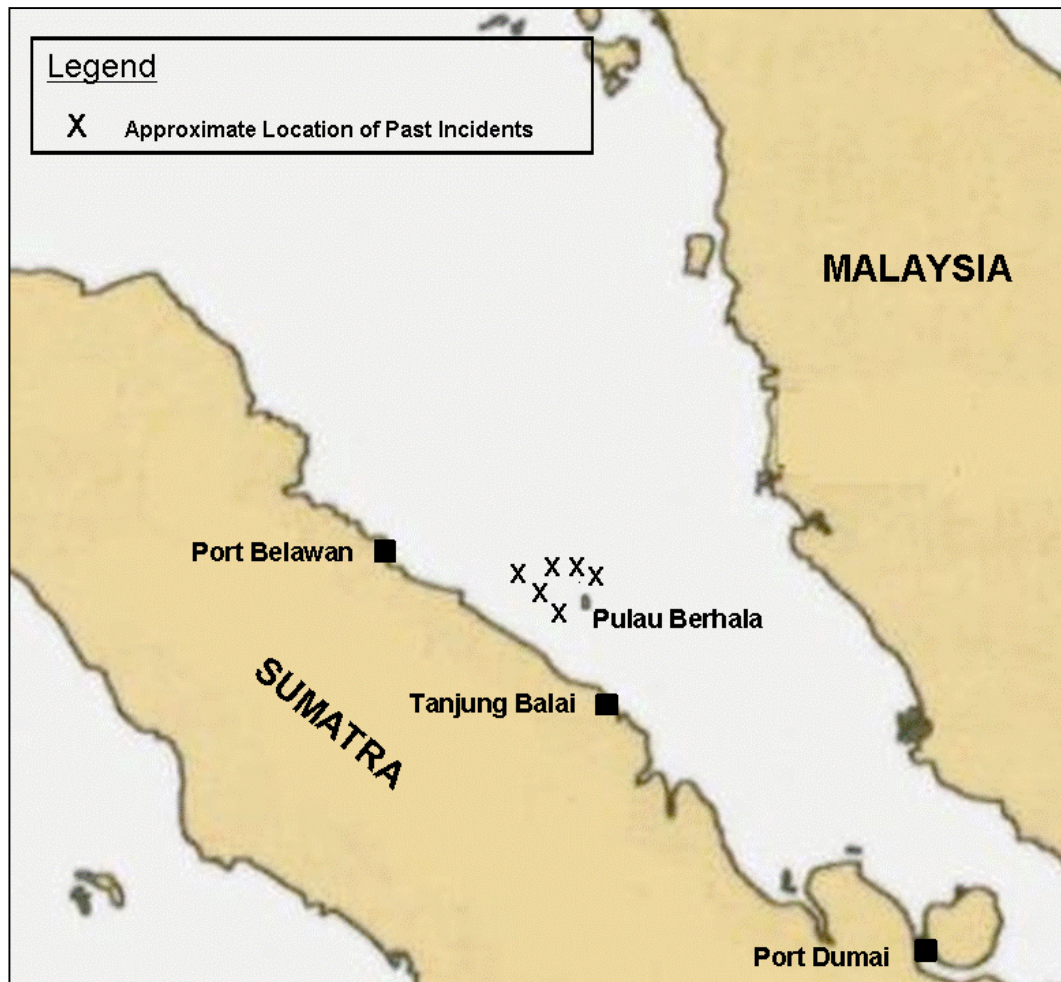 Legend
X Approximate Location of Past Incidents
MALAYSIA
Port Belawan
X X X X
X
X
Pulau Berhala
SUMATRA
Tanjung Balai
Port Dumai